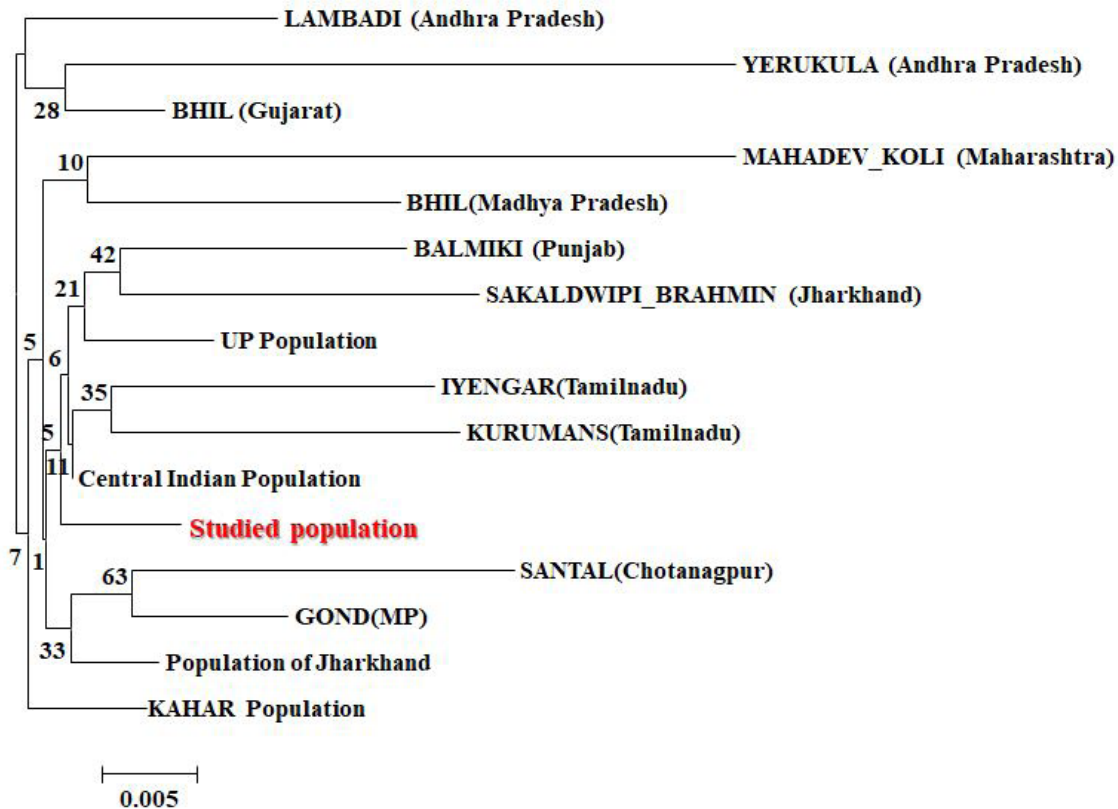 LAMBADI (Andhra Pradesh)
YERUKULA (Andhra Pradesh)
28
BHIL (Gujarat)
10
MAHADEV_KOLI (Maharashtra)
BHIL(Madhya Pradesh)
42
BALMIKI (Punjab)
21
SAKALDWIPI_BRAHMIN (Jharkhand)
5
UP Population
6
35
IYENGAR(Tamilnadu)
5
KURUMANS(Tamilnadu)
11
Central Indian Population
Studied population
7
1
63
SANTAL(Chotanagpur)
GOND(MP)
33
Population of Jharkhand
KAHAR Population
0.005